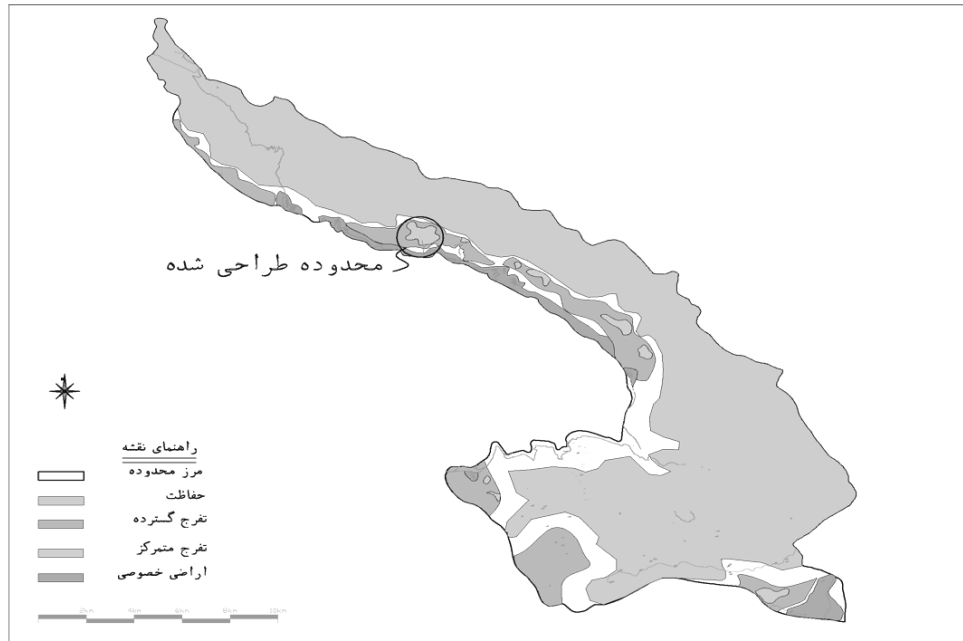 محدوده طراحی شده
راهنمای نقشه
مرز محدوده
حفاظت
تفرج گسترده
تفرج متمرکز
اراضی خصوصی